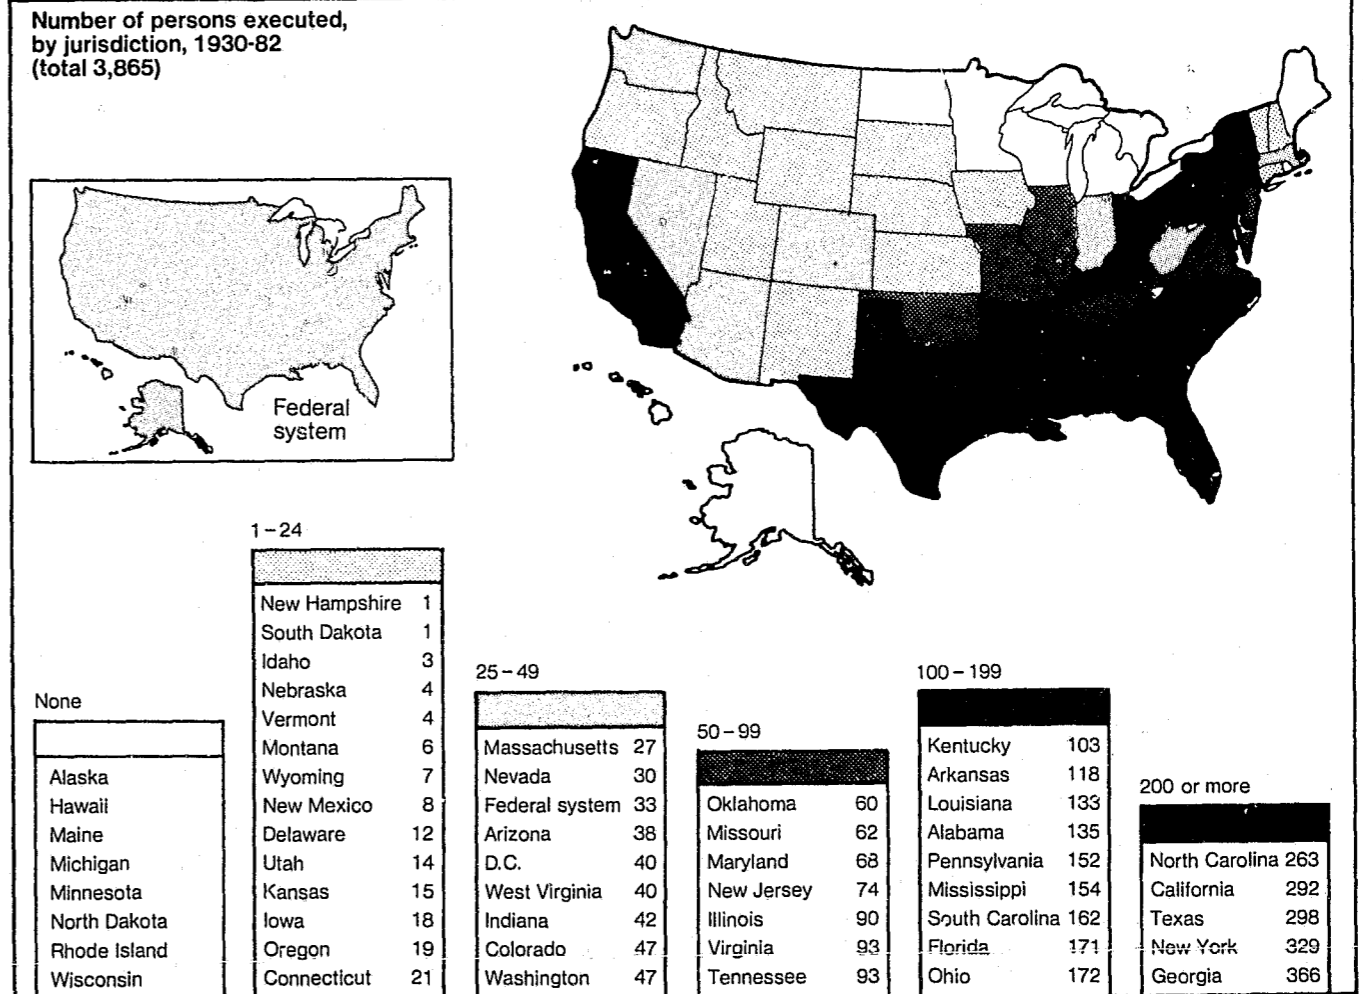 Number of persons executed,
by jurisdiction, 1930-82
(total 3,865)
Federal
system
None
Alaska
Hawaii
Maine
Michigan
Minnesota
North Dakota
Rhode Island
Wisconsin
1–24
New Hampshire 1
South Dakota 1
Idaho 3
Nebraska 4
Vermont 4
Montana 6
Wyoming 7
New Mexico 8
Delaware 12
Utah 14
Kansas 15
Iowa 18
Oregon 19
Connecticut 21
25–49
Massachusetts 27
Nevada 30
Federal system 33
Arizona 38
D.C. 40
West Virginia 40
Indiana 42
Colorado 47
Washington 47
50–99
Oklahoma 60
Missouri 62
Maryland 68
New Jersey 74
Illinois 90
Virginia 93
Tennessee 93
100–199
Kentucky 103
Arkansas 118
Louisiana 133
Alabama 135
Pennsylvania 152
Mississippi 154
South Carolina 162
Florida 171
Ohio 172
200 or more
North Carolina 263
California 292
Texas 298
New York 329
Georgia 366